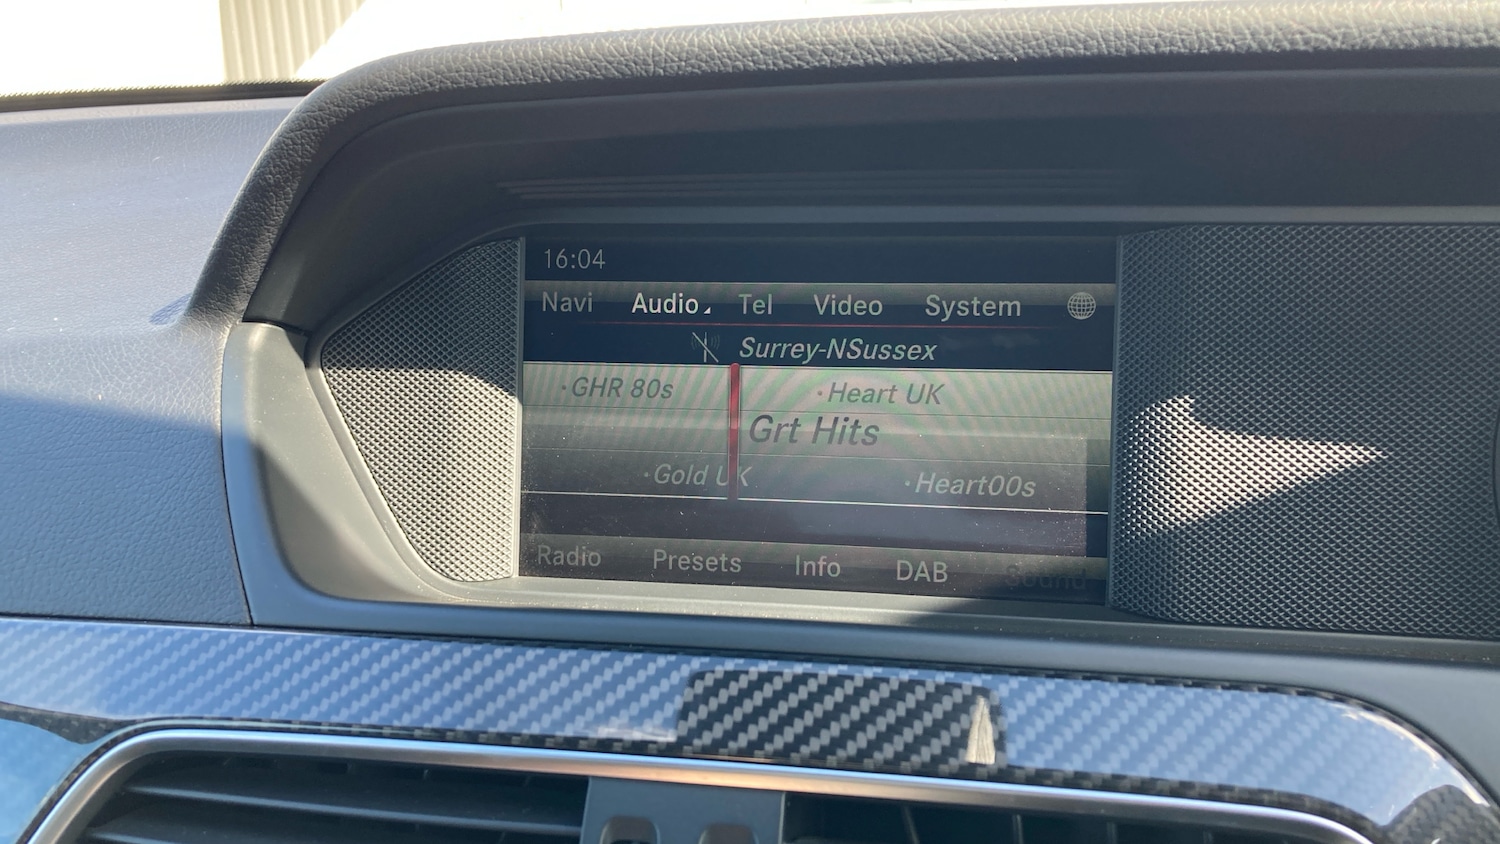 16:04
Navi Audio Tel Video System
Surrey-NSussex
·GHR 80s ·Heart UK
Grt Hits
·Gold UK ·Heart00s
Radio Presets Info DAB Sound